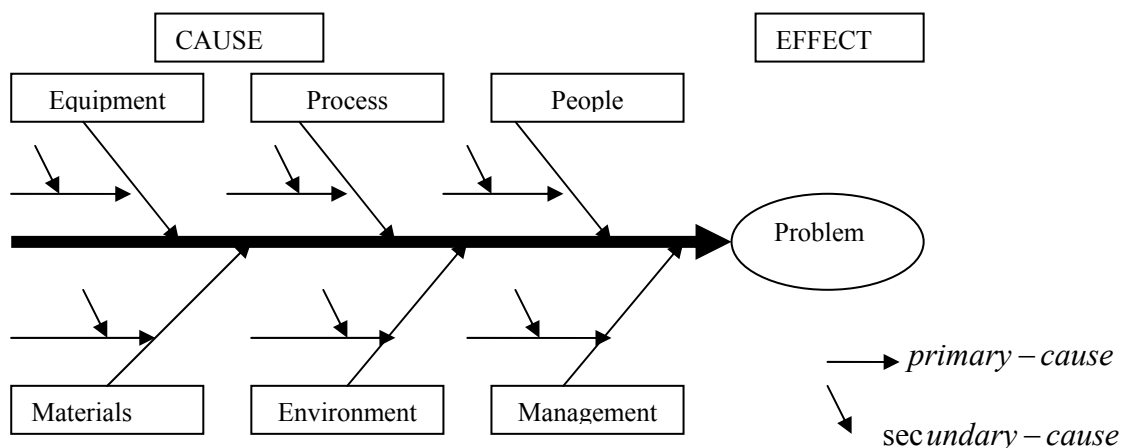 CAUSE
EFFECT
Equipment
Process
People
Problem
primary – cause
Materials
Environment
Management
secundary – cause